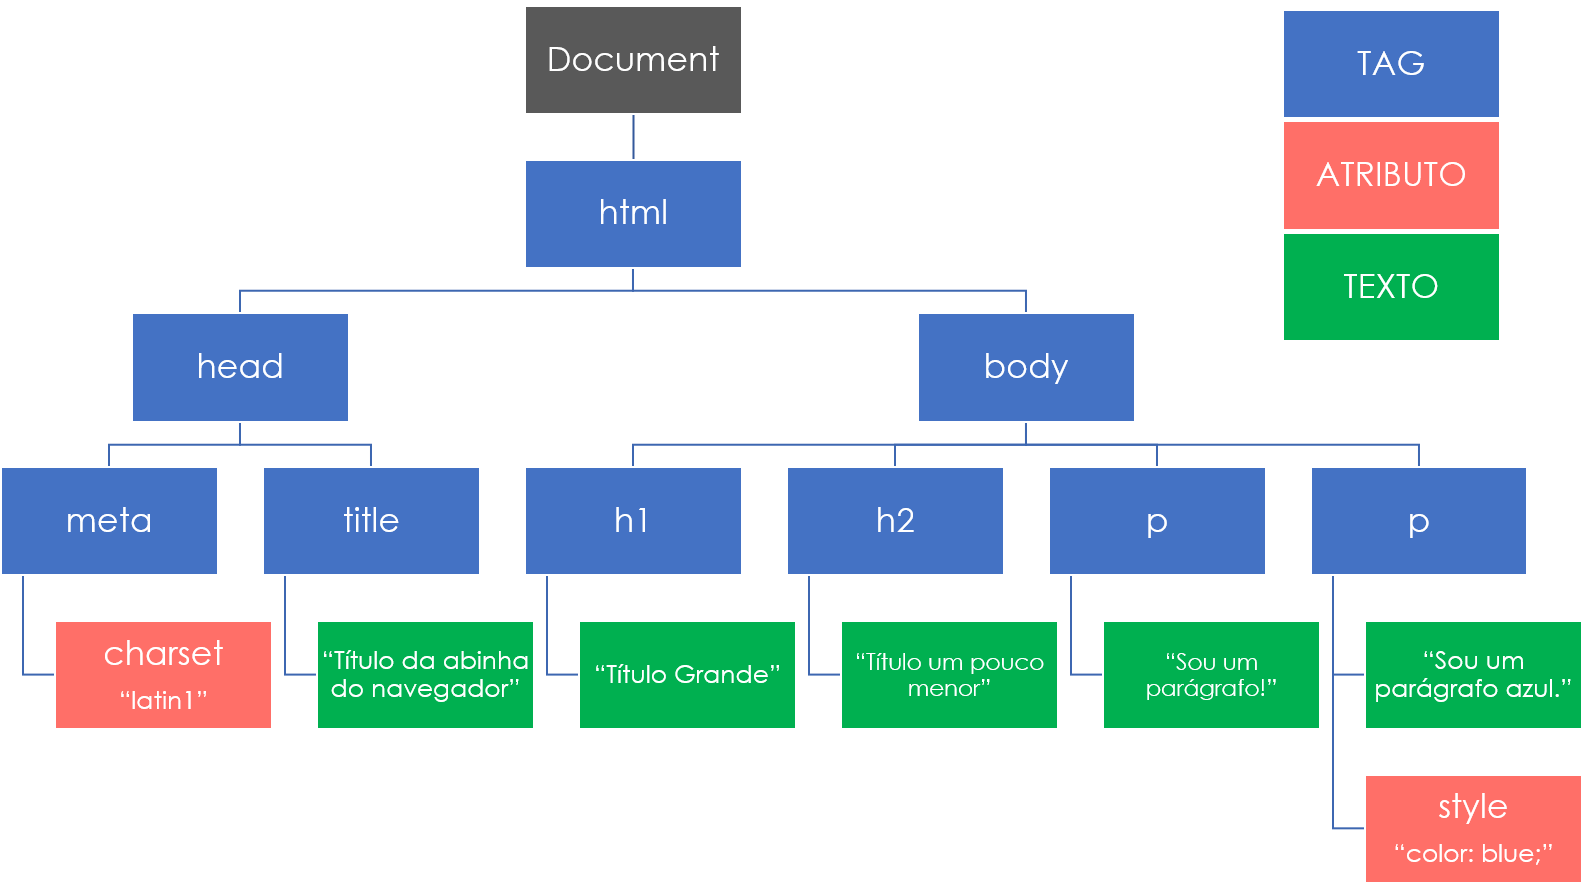 Document
TAG
ATRIBUTO
TEXTO
html
head
body
meta
title
h1
h2
p
p
charset
“latin1”
“Título da abinha
do navegador”
“Título Grande”
“Título um pouco
menor”
“Sou um
parágrafo!”
“Sou um
parágrafo azul.”
style
“color: blue;”